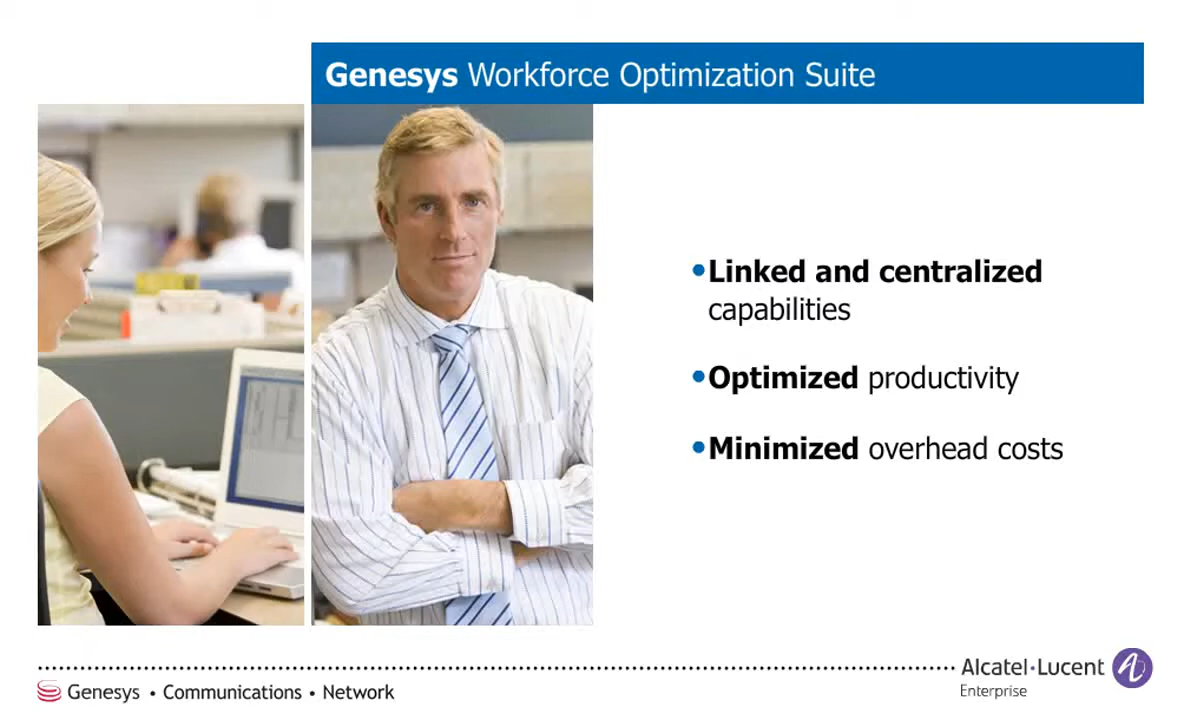 Genesys Workforce Optimization Suite
•Linked and centralized
capabilities
•Optimized productivity
•Minimized overhead costs
Alcatel·Lucent
Enterprise
Genesys • Communications • Network